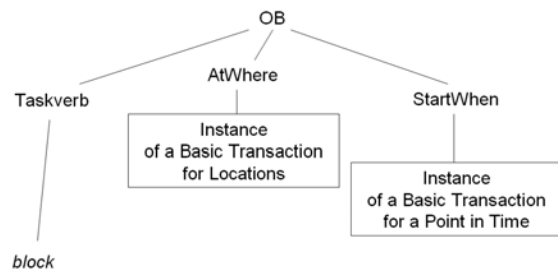 OB
AtWhere
Taskverb
StartWhen
Instance
of a Basic Transaction
for Locations
Instance
of a Basic Transaction
for a Point in Time
block